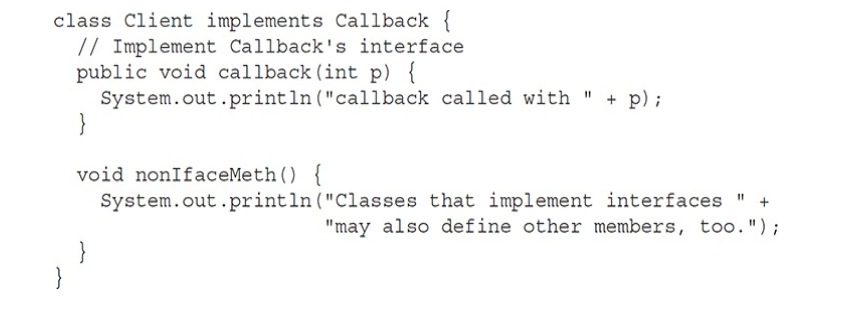 class Client implements Callback {
  // Implement Callback's interface
  public void callback(int p) {
    System.out.println("callback called with " + p);
  }
  void nonIfaceMeth() {
    System.out.println("Classes that implement interfaces " +
                       "may also define other members, too.");
  }
}